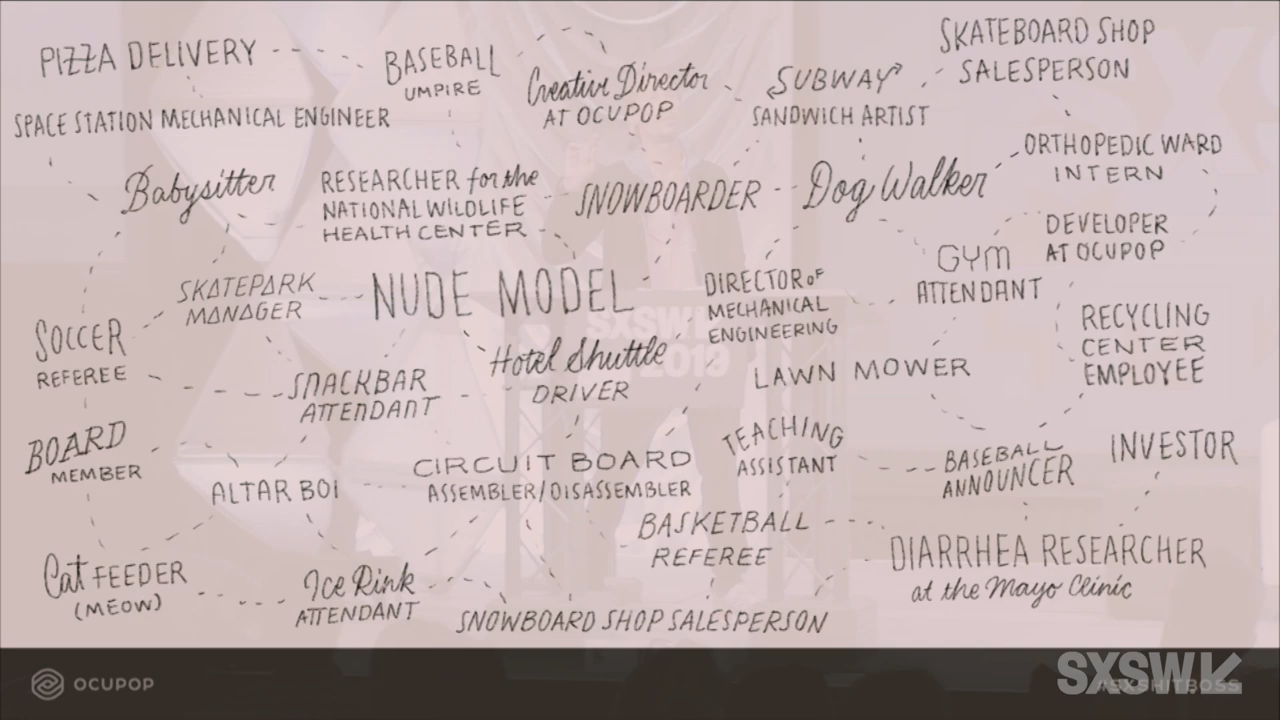 PIZZA DELIVERY
BASEBALL
UMPIRE
Creative Director
AT OCUPOP
SUBWAY
SANDWICH ARTIST
SKATEBOARD SHOP
SALESPERSON
SPACE STATION MECHANICAL ENGINEER
ORTHOPEDIC WARD
INTERN
Babysitter
RESEARCHER for the
NATIONAL WILDLIFE
HEALTH CENTER
SNOWBOARDER
Dog Walker
DEVELOPER
AT OCUPOP
GYM
ATTENDANT
SKATEPARK
MANAGER
NUDE MODEL
DIRECTOR OF
MECHANICAL
ENGINEERING
RECYCLING
CENTER
EMPLOYEE
SOCCER
REFEREE
Hotel Shuttle
DRIVER
SXSW
2019
LAWN MOWER
SNACKBAR
ATTENDANT
BOARD
MEMBER
TEACHING
ASSISTANT
BASEBALL
ANNOUNCER
INVESTOR
ALTAR BOI
CIRCUIT BOARD
ASSEMBLER/DISASSEMBLER
BASKETBALL
REFEREE
DIARRHEA RESEARCHER
at the Mayo Clinic
Cat FEEDER
(MEOW)
Ice Rink
ATTENDANT
SNOWBOARD SHOP SALESPERSON
OCUPOP
SXSW
#SXSHITBOSS